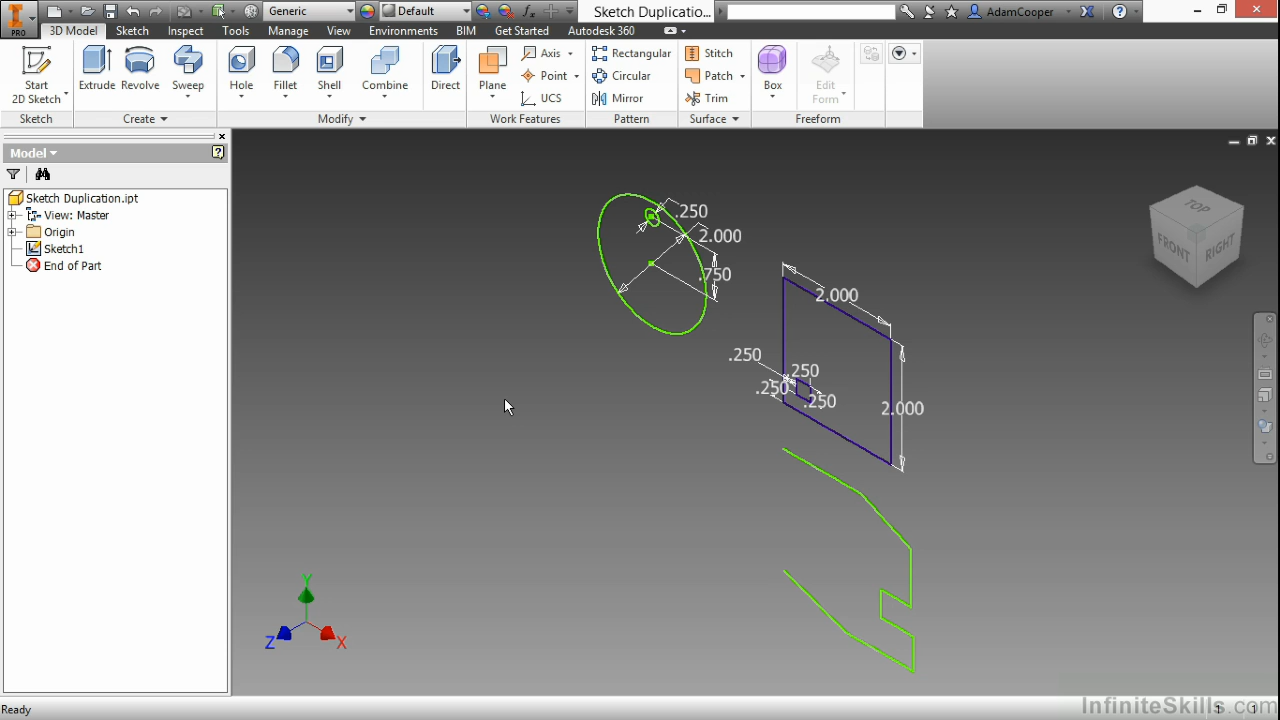 Generic
Default
Sketch Duplicatio...
AdamCooper
PRO
3D Model
Sketch
Inspect
Tools
Manage
View
Environments
BIM
Get Started
Autodesk 360
Start
2D Sketch
Extrude
Revolve
Sweep
Hole
Fillet
Shell
Combine
Direct
Plane
Axis
Point
UCS
Rectangular
Circular
Mirror
Stitch
Patch
Trim
Box
Edit
Form
Sketch
Create
Modify
Work Features
Pattern
Surface
Freeform
Model
Sketch Duplication.ipt
View: Master
Origin
Sketch1
End of Part
.250
2.000
.750
2.000
.250
.250
.250
.250
2.000
TOP
FRONT
RIGHT
Y
Z
X
Ready
1
1
InfiniteSkills.com